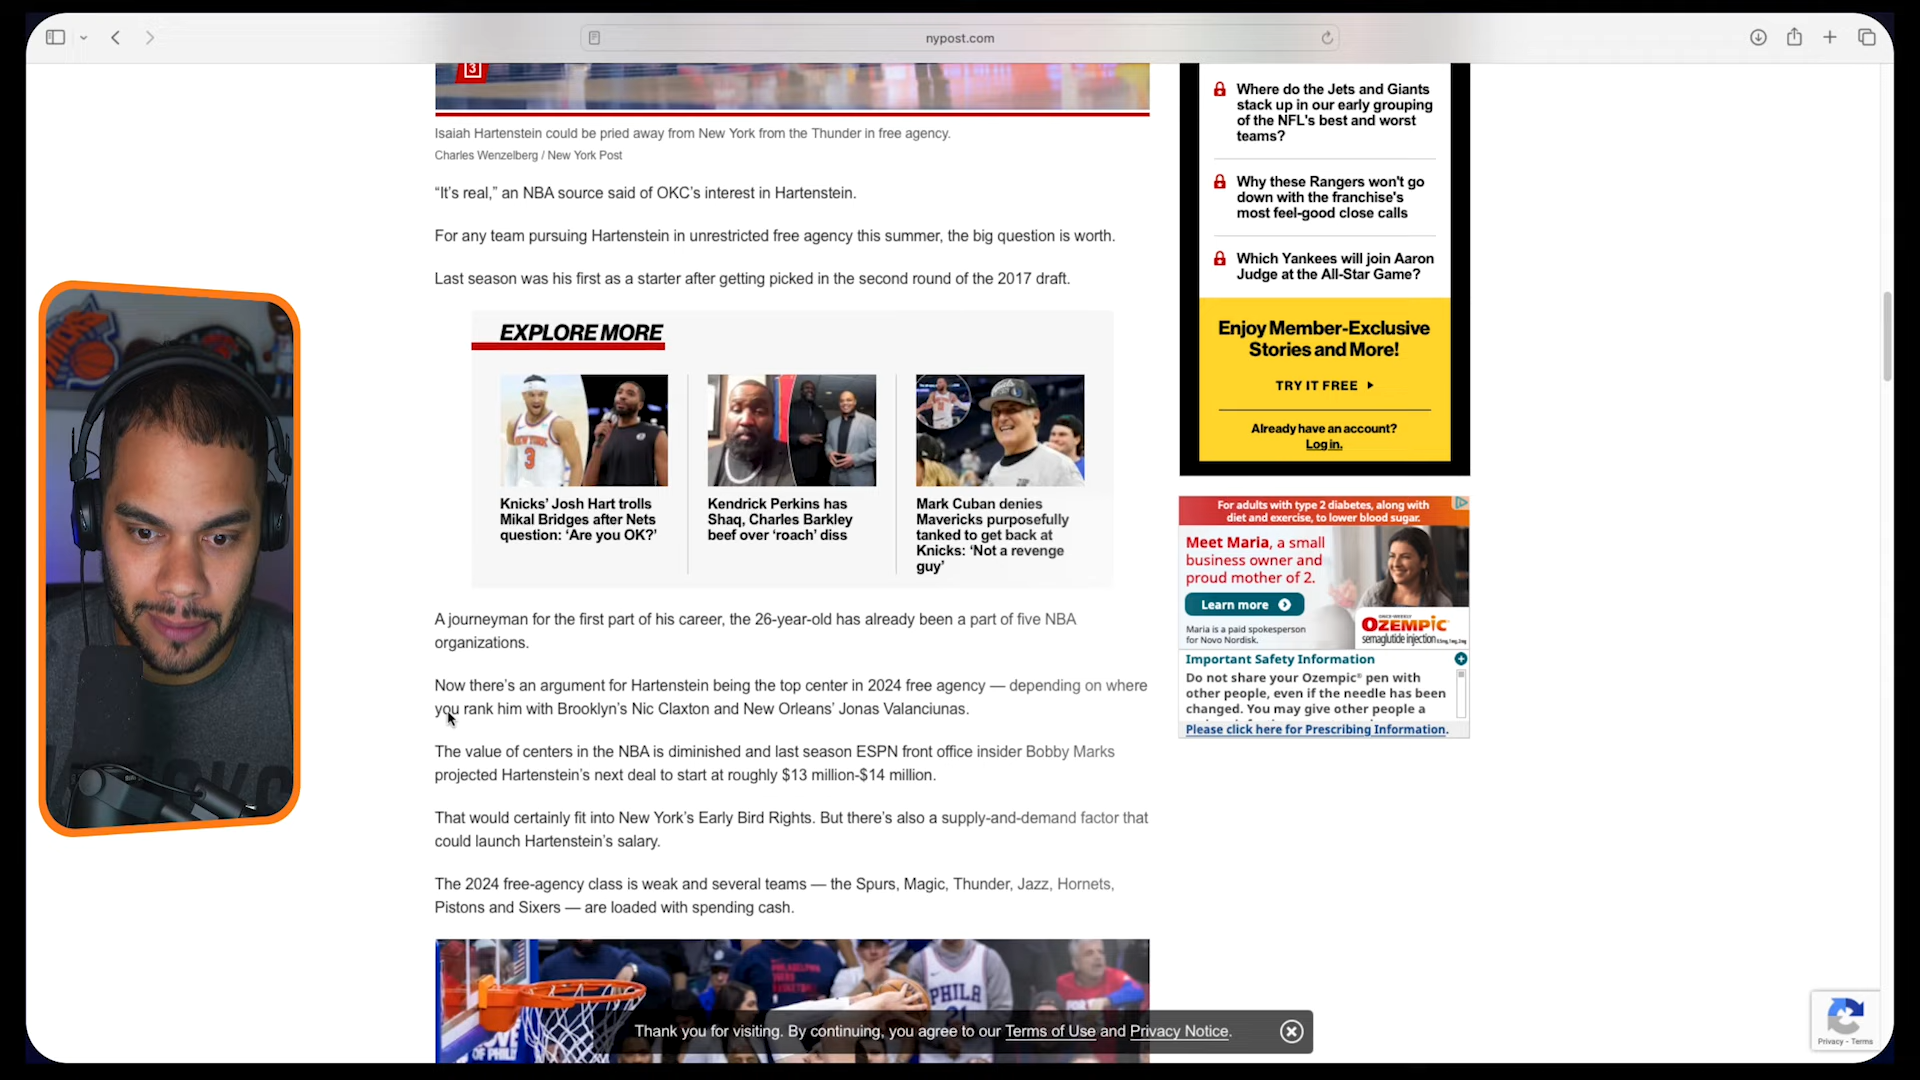 nypost.com
3
Isaiah Hartenstein could be pried away from New York from the Thunder in free agency.
Charles Wenzelberg / New York Post
“It’s real,” an NBA source said of OKC’s interest in Hartenstein.
For any team pursuing Hartenstein in unrestricted free agency this summer, the big question is worth.
Last season was his first as a starter after getting picked in the second round of the 2017 draft.
EXPLORE MORE
Knicks’ Josh Hart trolls
Mikal Bridges after Nets
question: ‘Are you OK?’
Kendrick Perkins has
Shaq, Charles Barkley
beef over ‘roach’ diss
Mark Cuban denies
Mavericks purposefully
tanked to get back at
Knicks: ‘Not a revenge
guy’
A journeyman for the first part of his career, the 26-year-old has already been a part of five NBA
organizations.
Now there’s an argument for Hartenstein being the top center in 2024 free agency — depending on where
you rank him with Brooklyn’s Nic Claxton and New Orleans’ Jonas Valanciunas.
The value of centers in the NBA is diminished and last season ESPN front office insider Bobby Marks
projected Hartenstein’s next deal to start at roughly $13 million-$14 million.
That would certainly fit into New York’s Early Bird Rights. But there’s also a supply-and-demand factor that
could launch Hartenstein’s salary.
The 2024 free-agency class is weak and several teams — the Spurs, Magic, Thunder, Jazz, Hornets,
Pistons and Sixers — are loaded with spending cash.
PHILA
21
OF PHILA
Thank you for visiting. By continuing, you agree to our Terms of Use and Privacy Notice.
Where do the Jets and Giants
stack up in our early grouping
of the NFL's best and worst
teams?
Why these Rangers won't go
down with the franchise's
most feel-good close calls
Which Yankees will join Aaron
Judge at the All-Star Game?
Enjoy Member-Exclusive
Stories and More!
TRY IT FREE
Already have an account?
Log in.
For adults with type 2 diabetes, along with
diet and exercise, to lower blood sugar.
Meet Maria, a small
business owner and
proud mother of 2.
Learn more
Maria is a paid spokesperson
for Novo Nordisk.
ONCE-WEEKLY
OZEMPIC
semaglutide injection
Important Safety Information
Do not share your Ozempic® pen with
other people, even if the needle has been
changed. You may give other people a
Please click here for Prescribing Information.
Privacy - Terms